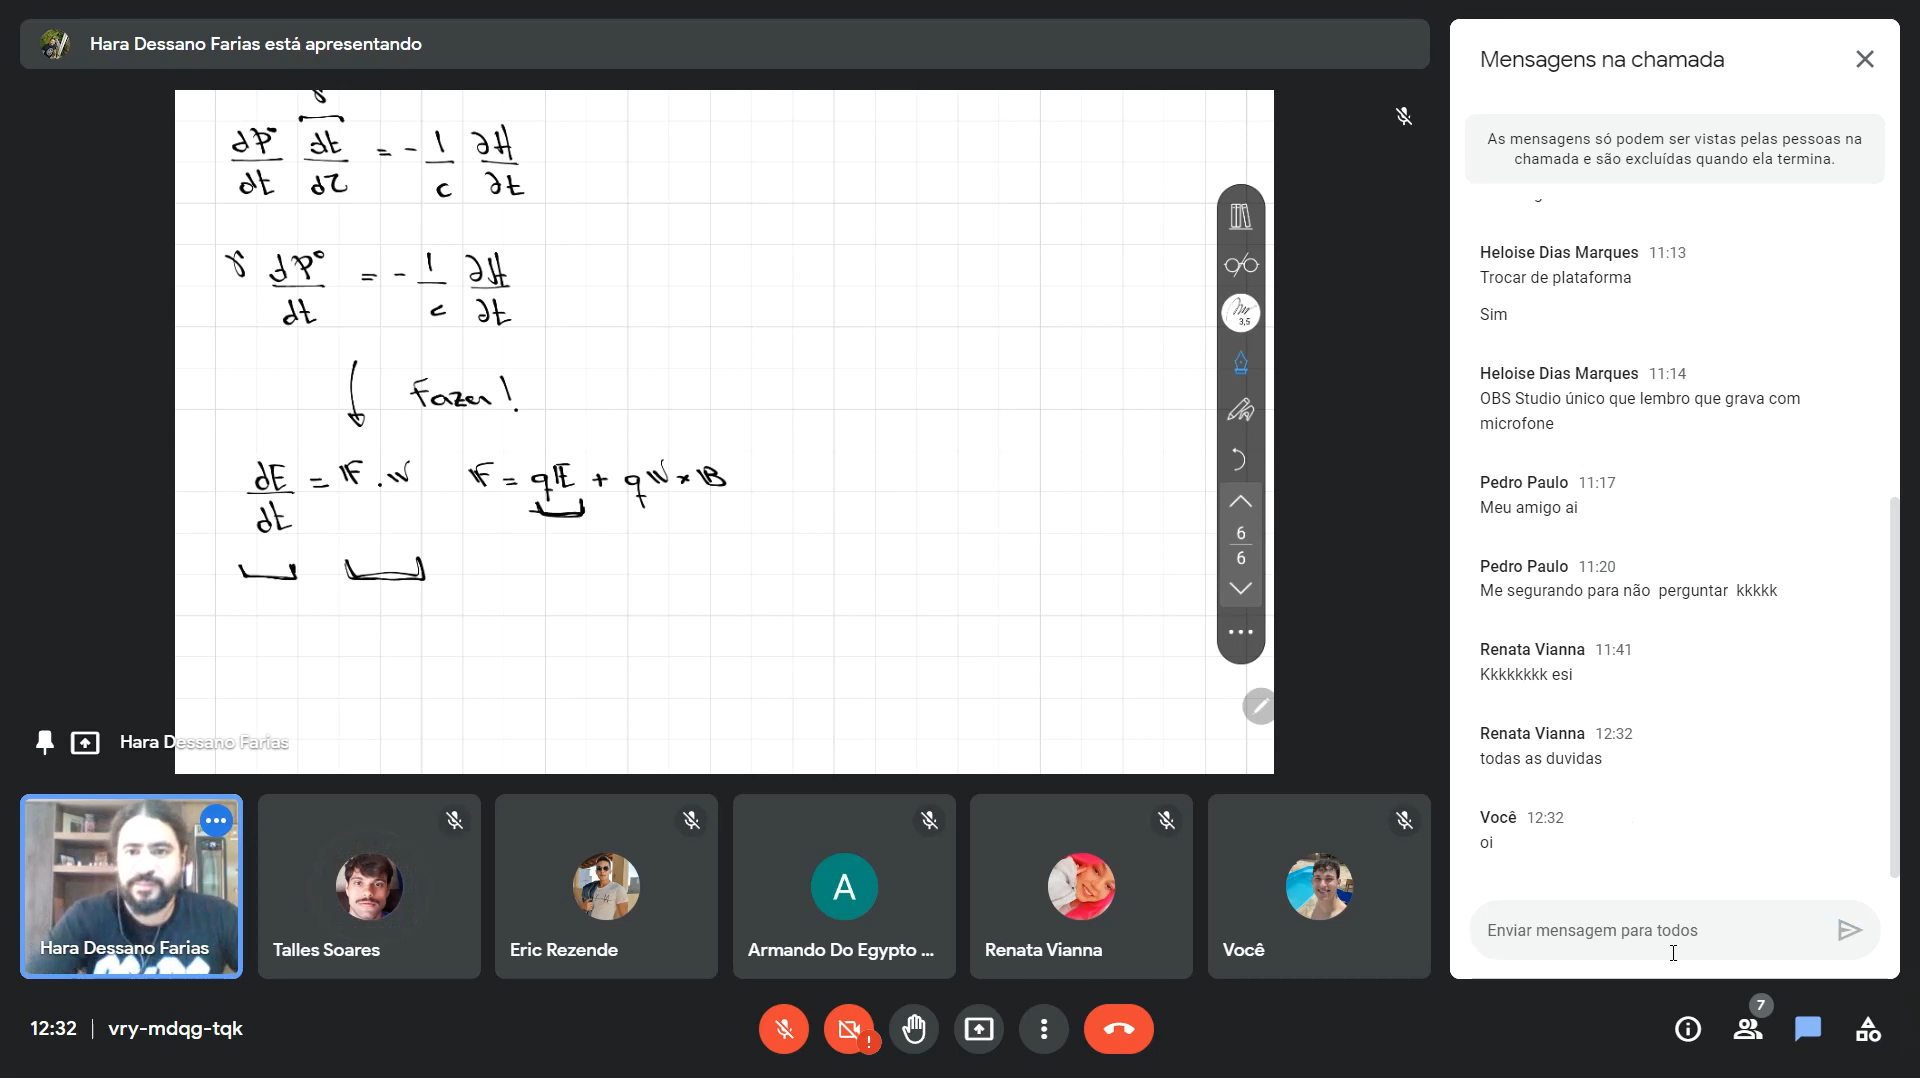 Hara Dessano Farias está apresentando
γ
dP° dt = - 1 ∂H
dt dτ c ∂t
γ dP° = - 1 ∂H
dt c ∂t
Fazer!
dE = F . V F = qE + qV × B
dt
3,5
6
6
Hara Dessano Farias
Hara Dessano Farias
Talles Soares
Eric Rezende
A
Armando Do Egypto ...
Renata Vianna
Você
12:32 | vry-mdqg-tqk
Mensagens na chamada
As mensagens só podem ser vistas pelas pessoas na
chamada e são excluídas quando ela termina.
Heloise Dias Marques 11:13
Trocar de plataforma
Sim
Heloise Dias Marques 11:14
OBS Studio único que lembro que grava com
microfone
Pedro Paulo 11:17
Meu amigo ai
Pedro Paulo 11:20
Me segurando para não perguntar kkkkk
Renata Vianna 11:41
Kkkkkkkk esi
Renata Vianna 12:32
todas as duvidas
Você 12:32
oi
Enviar mensagem para todos
7